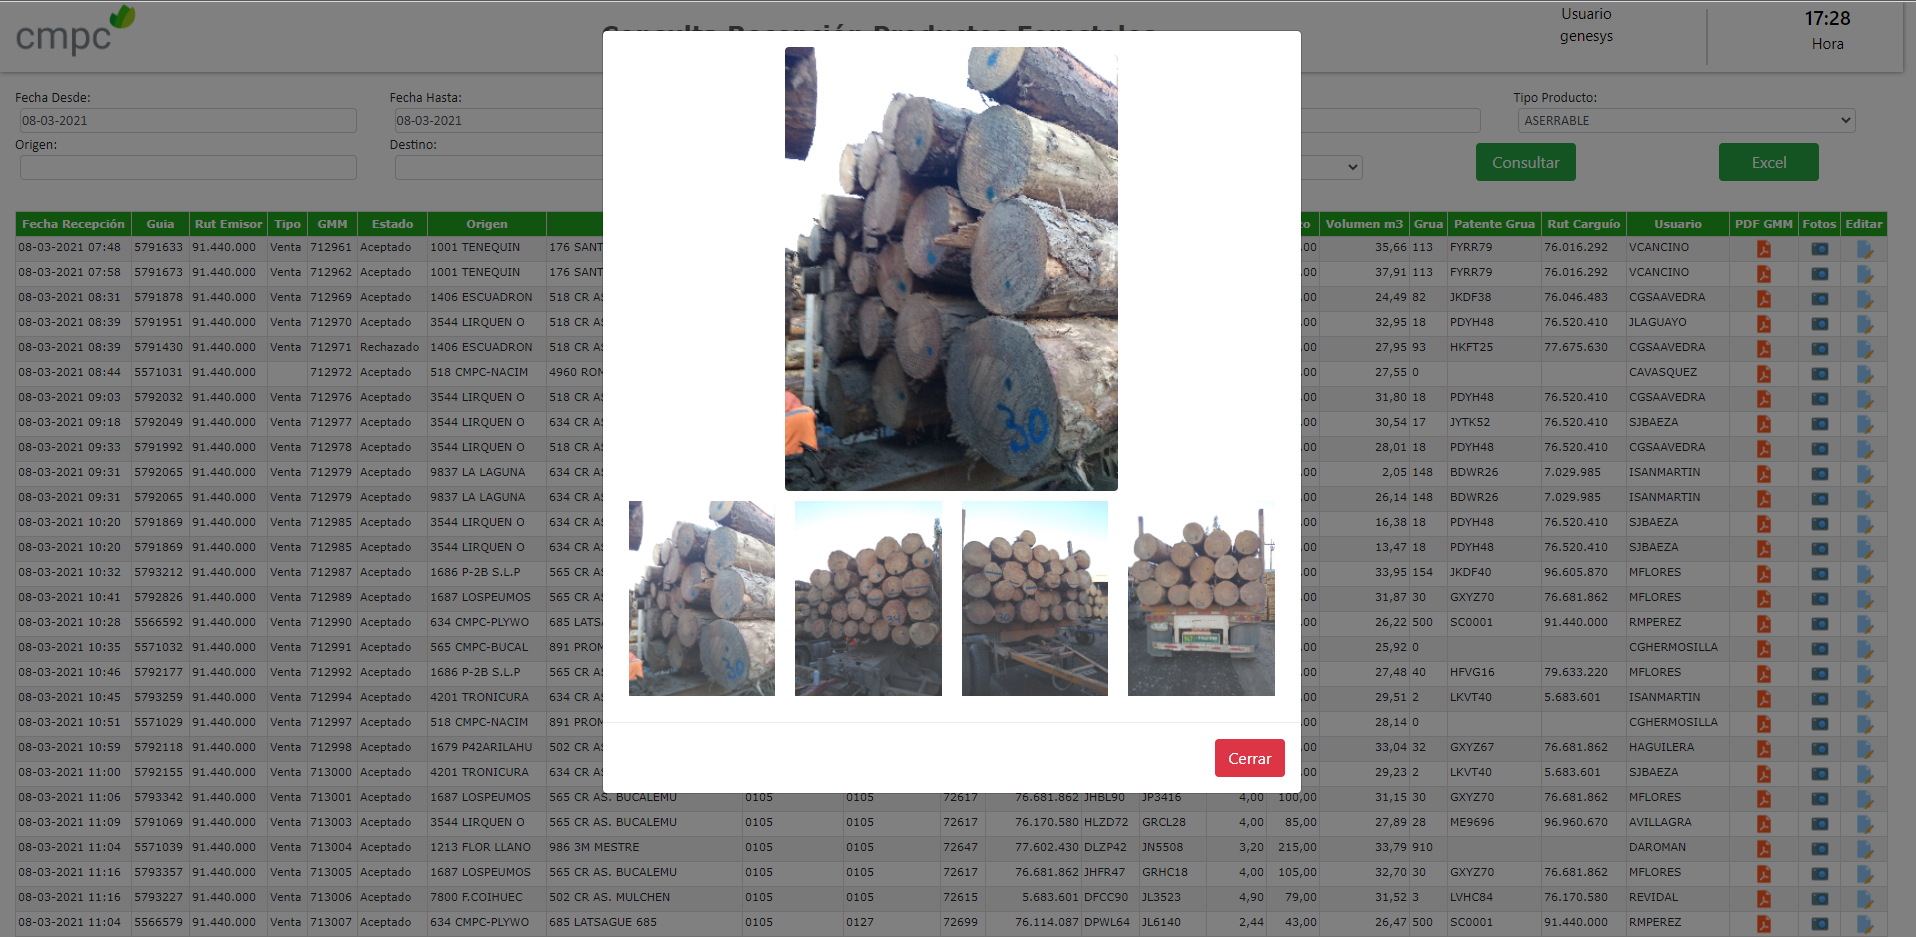 cmpc
Consulta Recepción Productos Forestales
Usuario
genesys
17:28
Hora
Fecha Desde:
Fecha Hasta:
Tipo Producto:
08-03-2021
08-03-2021
ASERRABLE
Origen:
Destino:
Consultar
Excel
Fecha Recepción Guia Rut Emisor Tipo GMM Estado Origen to Volumen m3 Grua Patente Grua Rut Carguío Usuario PDF GMM Fotos Editar
08-03-2021 07:48 5791633 91.440.000 Venta 712961 Aceptado 1001 TENEQUIN 176 SANT ,00 35,66 113 FYRR79 76.016.292 VCANCINO
08-03-2021 07:58 5791673 91.440.000 Venta 712962 Aceptado 1001 TENEQUIN 176 SANT ,00 37,91 113 FYRR79 76.016.292 VCANCINO
08-03-2021 08:31 5791878 91.440.000 Venta 712969 Aceptado 1406 ESCUADRON 518 CR AS ,00 24,49 82 JKDF38 76.046.483 CGSAAVEDRA
08-03-2021 08:39 5791951 91.440.000 Venta 712970 Aceptado 3544 LIRQUEN O 518 CR AS ,00 32,95 18 PDYH48 76.520.410 JLAGUAYO
08-03-2021 08:39 5791430 91.440.000 Venta 712971 Rechazado 1406 ESCUADRON 518 CR AS ,00 27,95 93 HKFT25 77.675.630 CGSAAVEDRA
08-03-2021 08:44 5571031 91.440.000 712972 Aceptado 518 CMPC-NACIM 4960 ROM ,00 27,55 0 CAVASQUEZ
08-03-2021 09:03 5792032 91.440.000 Venta 712976 Aceptado 3544 LIRQUEN O 518 CR AS ,00 31,80 18 PDYH48 76.520.410 CGSAAVEDRA
08-03-2021 09:18 5792049 91.440.000 Venta 712977 Aceptado 3544 LIRQUEN O 634 CR AS ,00 30,54 17 JYTK52 76.520.410 SJBAEZA
08-03-2021 09:33 5791992 91.440.000 Venta 712978 Aceptado 3544 LIRQUEN O 518 CR AS ,00 28,01 18 PDYH48 76.520.410 CGSAAVEDRA
08-03-2021 09:31 5792065 91.440.000 Venta 712979 Aceptado 9837 LA LAGUNA 634 CR AS ,00 2,05 148 BDWR26 7.029.985 ISANMARTIN
08-03-2021 09:31 5792065 91.440.000 Venta 712979 Aceptado 9837 LA LAGUNA 634 CR AS ,00 26,14 148 BDWR26 7.029.985 ISANMARTIN
08-03-2021 10:20 5791869 91.440.000 Venta 712985 Aceptado 3544 LIRQUEN O 634 CR AS ,00 16,38 18 PDYH48 76.520.410 SJBAEZA
08-03-2021 10:20 5791869 91.440.000 Venta 712985 Aceptado 3544 LIRQUEN O 634 CR AS ,00 13,47 18 PDYH48 76.520.410 SJBAEZA
08-03-2021 10:32 5793212 91.440.000 Venta 712987 Aceptado 1686 P-2B S.L.P 565 CR AS ,00 33,95 154 JKDF40 96.605.870 MFLORES
08-03-2021 10:41 5792826 91.440.000 Venta 712989 Aceptado 1687 LOSPEUMOS 565 CR AS ,00 31,87 30 GXYZ70 76.681.862 MFLORES
08-03-2021 10:28 5566592 91.440.000 Venta 712990 Aceptado 634 CMPC-PLYWO 685 LATSA ,00 26,22 500 SC0001 91.440.000 RMPEREZ
08-03-2021 10:35 5571032 91.440.000 Venta 712991 Aceptado 565 CMPC-BUCAL 891 PROM ,00 25,92 0 CGHERMOSILLA
08-03-2021 10:46 5792177 91.440.000 Venta 712992 Aceptado 1686 P-2B S.L.P 565 CR AS ,00 27,48 40 HFVG16 79.633.220 MFLORES
08-03-2021 10:45 5793259 91.440.000 Venta 712994 Aceptado 4201 TRONICURA 634 CR AS ,00 29,51 2 LKVT40 5.683.601 ISANMARTIN
08-03-2021 10:51 5571029 91.440.000 Venta 712997 Aceptado 518 CMPC-NACIM 891 PROM ,00 28,14 0 CGHERMOSILLA
08-03-2021 10:59 5792118 91.440.000 Venta 712998 Aceptado 1679 P42ARILAHU 502 CR AS ,00 33,04 32 GXYZ67 76.681.862 HAGUILERA
08-03-2021 11:00 5792155 91.440.000 Venta 713000 Aceptado 4201 TRONICURA 634 CR AS ,00 29,23 2 LKVT40 5.683.601 SJBAEZA
08-03-2021 11:06 5793342 91.440.000 Venta 713001 Aceptado 1687 LOSPEUMOS 565 CR AS. BUCALEMU 0105 0105 72617 76.681.862 JHBL90 JP3416 4,00 100,00 31,15 30 GXYZ70 76.681.862 MFLORES
08-03-2021 11:09 5791069 91.440.000 Venta 713003 Aceptado 3544 LIRQUEN O 565 CR AS. BUCALEMU 0105 0105 72617 76.170.580 HLZD72 GRCL28 4,00 85,00 27,89 28 ME9696 96.960.670 AVILLAGRA
08-03-2021 11:04 5571039 91.440.000 Venta 713004 Aceptado 1213 FLOR LLANO 986 3M MESTRE 0105 0105 72647 77.602.430 DLZP42 JN5508 3,20 215,00 33,79 910 DAROMAN
08-03-2021 11:16 5793357 91.440.000 Venta 713005 Aceptado 1687 LOSPEUMOS 565 CR AS. BUCALEMU 0105 0105 72617 76.681.862 JHFR47 GRHC18 4,00 105,00 32,70 30 GXYZ70 76.681.862 MFLORES
08-03-2021 11:16 5793227 91.440.000 Venta 713006 Aceptado 7800 F.COIHUEC 502 CR AS. MULCHEN 0105 0105 72615 5.683.601 DFCC90 JL3523 4,90 79,00 31,52 3 LVHC84 76.170.580 REVIDAL
08-03-2021 11:04 5566579 91.440.000 Venta 713007 Aceptado 634 CMPC-PLYWO 685 LATSAGUE 685 0105 0127 72699 76.114.087 DPWL64 JL6140 2,44 43,00 26,47 500 SC0001 91.440.000 RMPEREZ
30
30
Cerrar